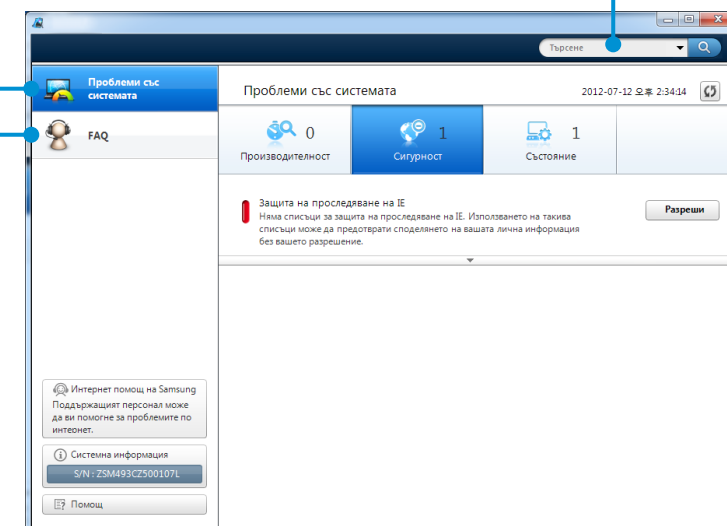 Търсене
Проблеми със
системата
FAQ
Проблеми със системата
2012-07-12 오후 2:34:14
0
Производителност
1
Сигурност
1
Състояние
Защита на проследяване на IE
Няма списъци за защита на проследяване на IE. Използването на такива
списъци може да предотврати споделянето на вашата лична информация
без вашето разрешение.
Разреши
Интернет помощ на Samsung
Поддържащият персонал може
да ви помогне за проблемите по
интернет.
Системна информация
S/N : ZSM493CZ500107L
Помощ